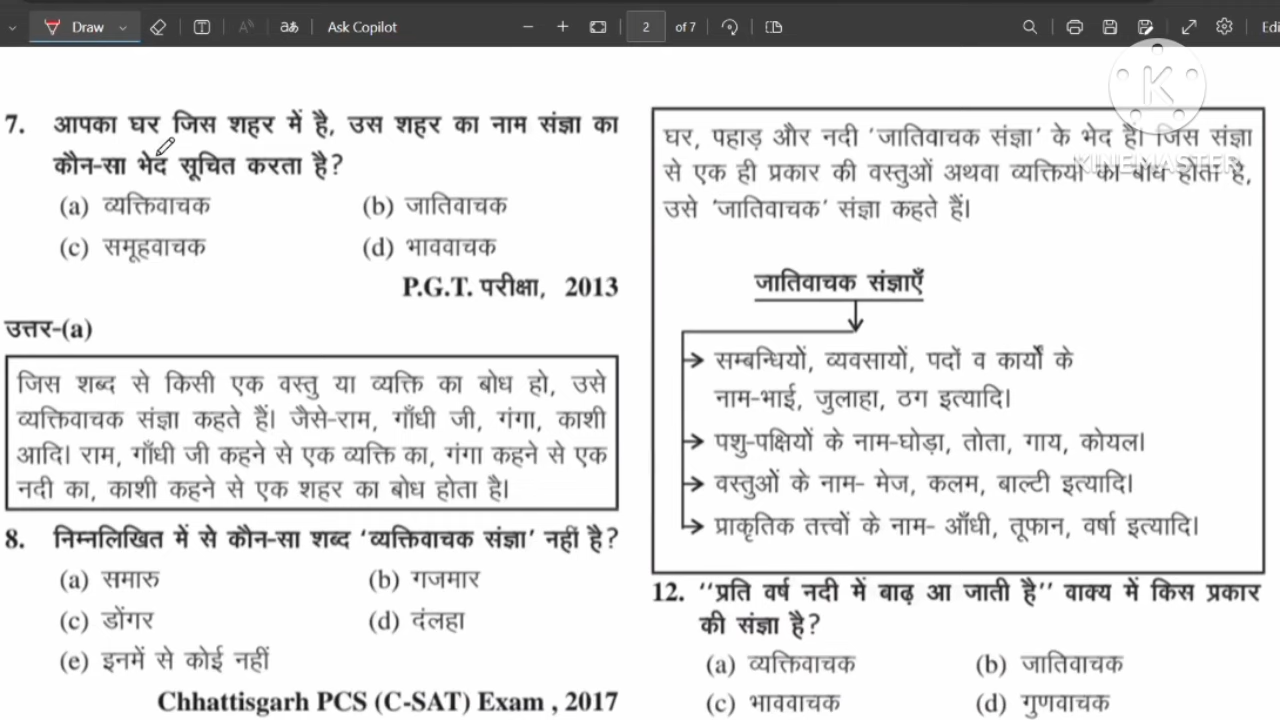 Draw
aあ
Ask Copilot
2
of 7
Edi
K
KINEMASTER
7. आपका घर जिस शहर में है, उस शहर का नाम संज्ञा का
कौन-सा भेद सूचित करता है?
(a) व्यक्तिवाचक (b) जातिवाचक
(c) समूहवाचक (d) भाववाचक
P.G.T. परीक्षा, 2013
उत्तर-(a)
जिस शब्द से किसी एक वस्तु या व्यक्ति का बोध हो, उसे
व्यक्तिवाचक संज्ञा कहते हैं। जैसे-राम, गाँधी जी, गंगा, काशी
आदि। राम, गाँधी जी कहने से एक व्यक्ति का, गंगा कहने से एक
नदी का, काशी कहने से एक शहर का बोध होता है।
8. निम्नलिखित में से कौन-सा शब्द 'व्यक्तिवाचक संज्ञा' नहीं है?
(a) समारु (b) गजमार
(c) डोंगर (d) दंलहा
(e) इनमें से कोई नहीं
Chhattisgarh PCS (C-SAT) Exam , 2017
घर, पहाड़ और नदी 'जातिवाचक संज्ञा' के भेद हैं। जिस संज्ञा
से एक ही प्रकार की वस्तुओं अथवा व्यक्तियों का बोध होता है,
उसे 'जातिवाचक' संज्ञा कहते हैं।
जातिवाचक संज्ञाएँ
सम्बन्धियों, व्यवसायों, पदों व कार्यों के
नाम-भाई, जुलाहा, ठग इत्यादि।
पशु-पक्षियों के नाम-घोड़ा, तोता, गाय, कोयल।
वस्तुओं के नाम- मेज, कलम, बाल्टी इत्यादि।
प्राकृतिक तत्त्वों के नाम- आँधी, तूफान, वर्षा इत्यादि।
12. ''प्रति वर्ष नदी में बाढ़ आ जाती है'' वाक्य में किस प्रकार
की संज्ञा है?
(a) व्यक्तिवाचक (b) जातिवाचक
(c) भाववाचक (d) गुणवाचक